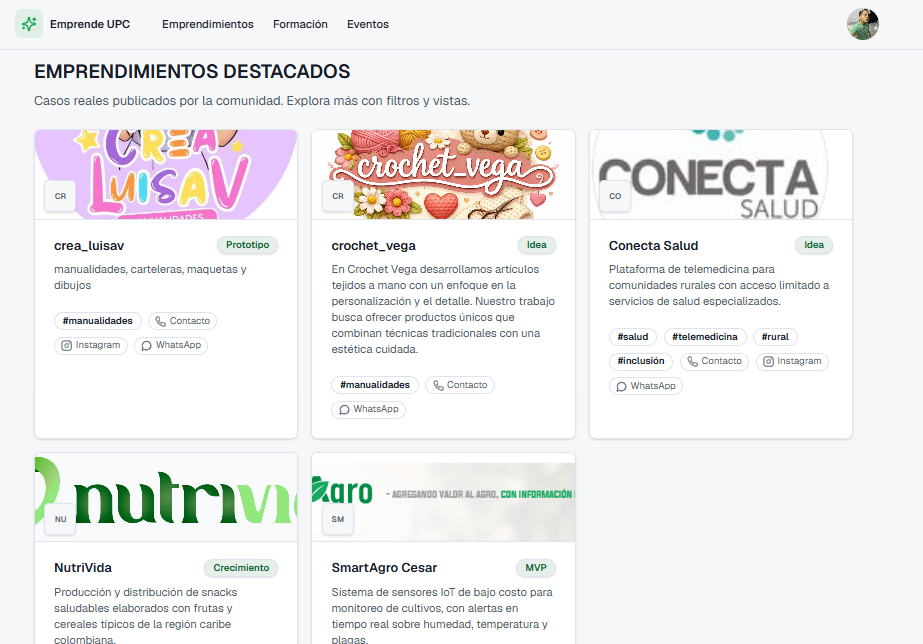 Emprende UPC
Emprendimientos
Formación
Eventos
EMPRENDIMIENTOS DESTACADOS
Casos reales publicados por la comunidad. Explora más con filtros y vistas.
CREA
LUISAV
MANUALIDADES
CR
crea_luisav
Prototipo
manualidades, carteleras, maquetas y
dibujos
#manualidades
Contacto
Instagram
WhatsApp
crochet_vega
CR
crochet_vega
Idea
En Crochet Vega desarrollamos artículos
tejidos a mano con un enfoque en la
personalización y el detalle. Nuestro trabajo
busca ofrecer productos únicos que
combinan técnicas tradicionales con una
estética cuidada.
#manualidades
Contacto
WhatsApp
CONECTA
SALUD
CO
Conecta Salud
Idea
Plataforma de telemedicina para
comunidades rurales con acceso limitado a
servicios de salud especializados.
#salud
#telemedicina
#rural
#inclusión
Contacto
Instagram
WhatsApp
nutrivi
NU
NutriVida
Crecimiento
Producción y distribución de snacks
saludables elaborados con frutas y
cereales típicos de la región caribe
colombiana.
aro
- AGREGANDO VALOR AL AGRO, CON INFORMACIÓN
SM
SmartAgro Cesar
MVP
Sistema de sensores IoT de bajo costo para
monitoreo de cultivos, con alertas en
tiempo real sobre humedad, temperatura y
plagas.